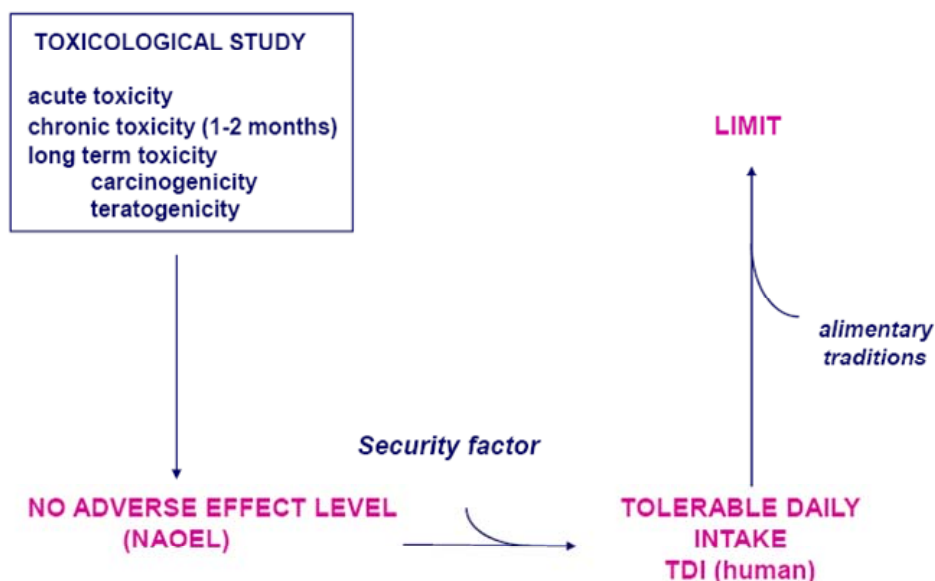 TOXICOLOGICAL STUDY
acute toxicity
chronic toxicity (1-2 months)
long term toxicity
carcinogenicity
teratogenicity
LIMIT
alimentary
traditions
Security factor
NO ADVERSE EFFECT LEVEL
(NAOEL)
TOLERABLE DAILY
INTAKE
TDI (human)